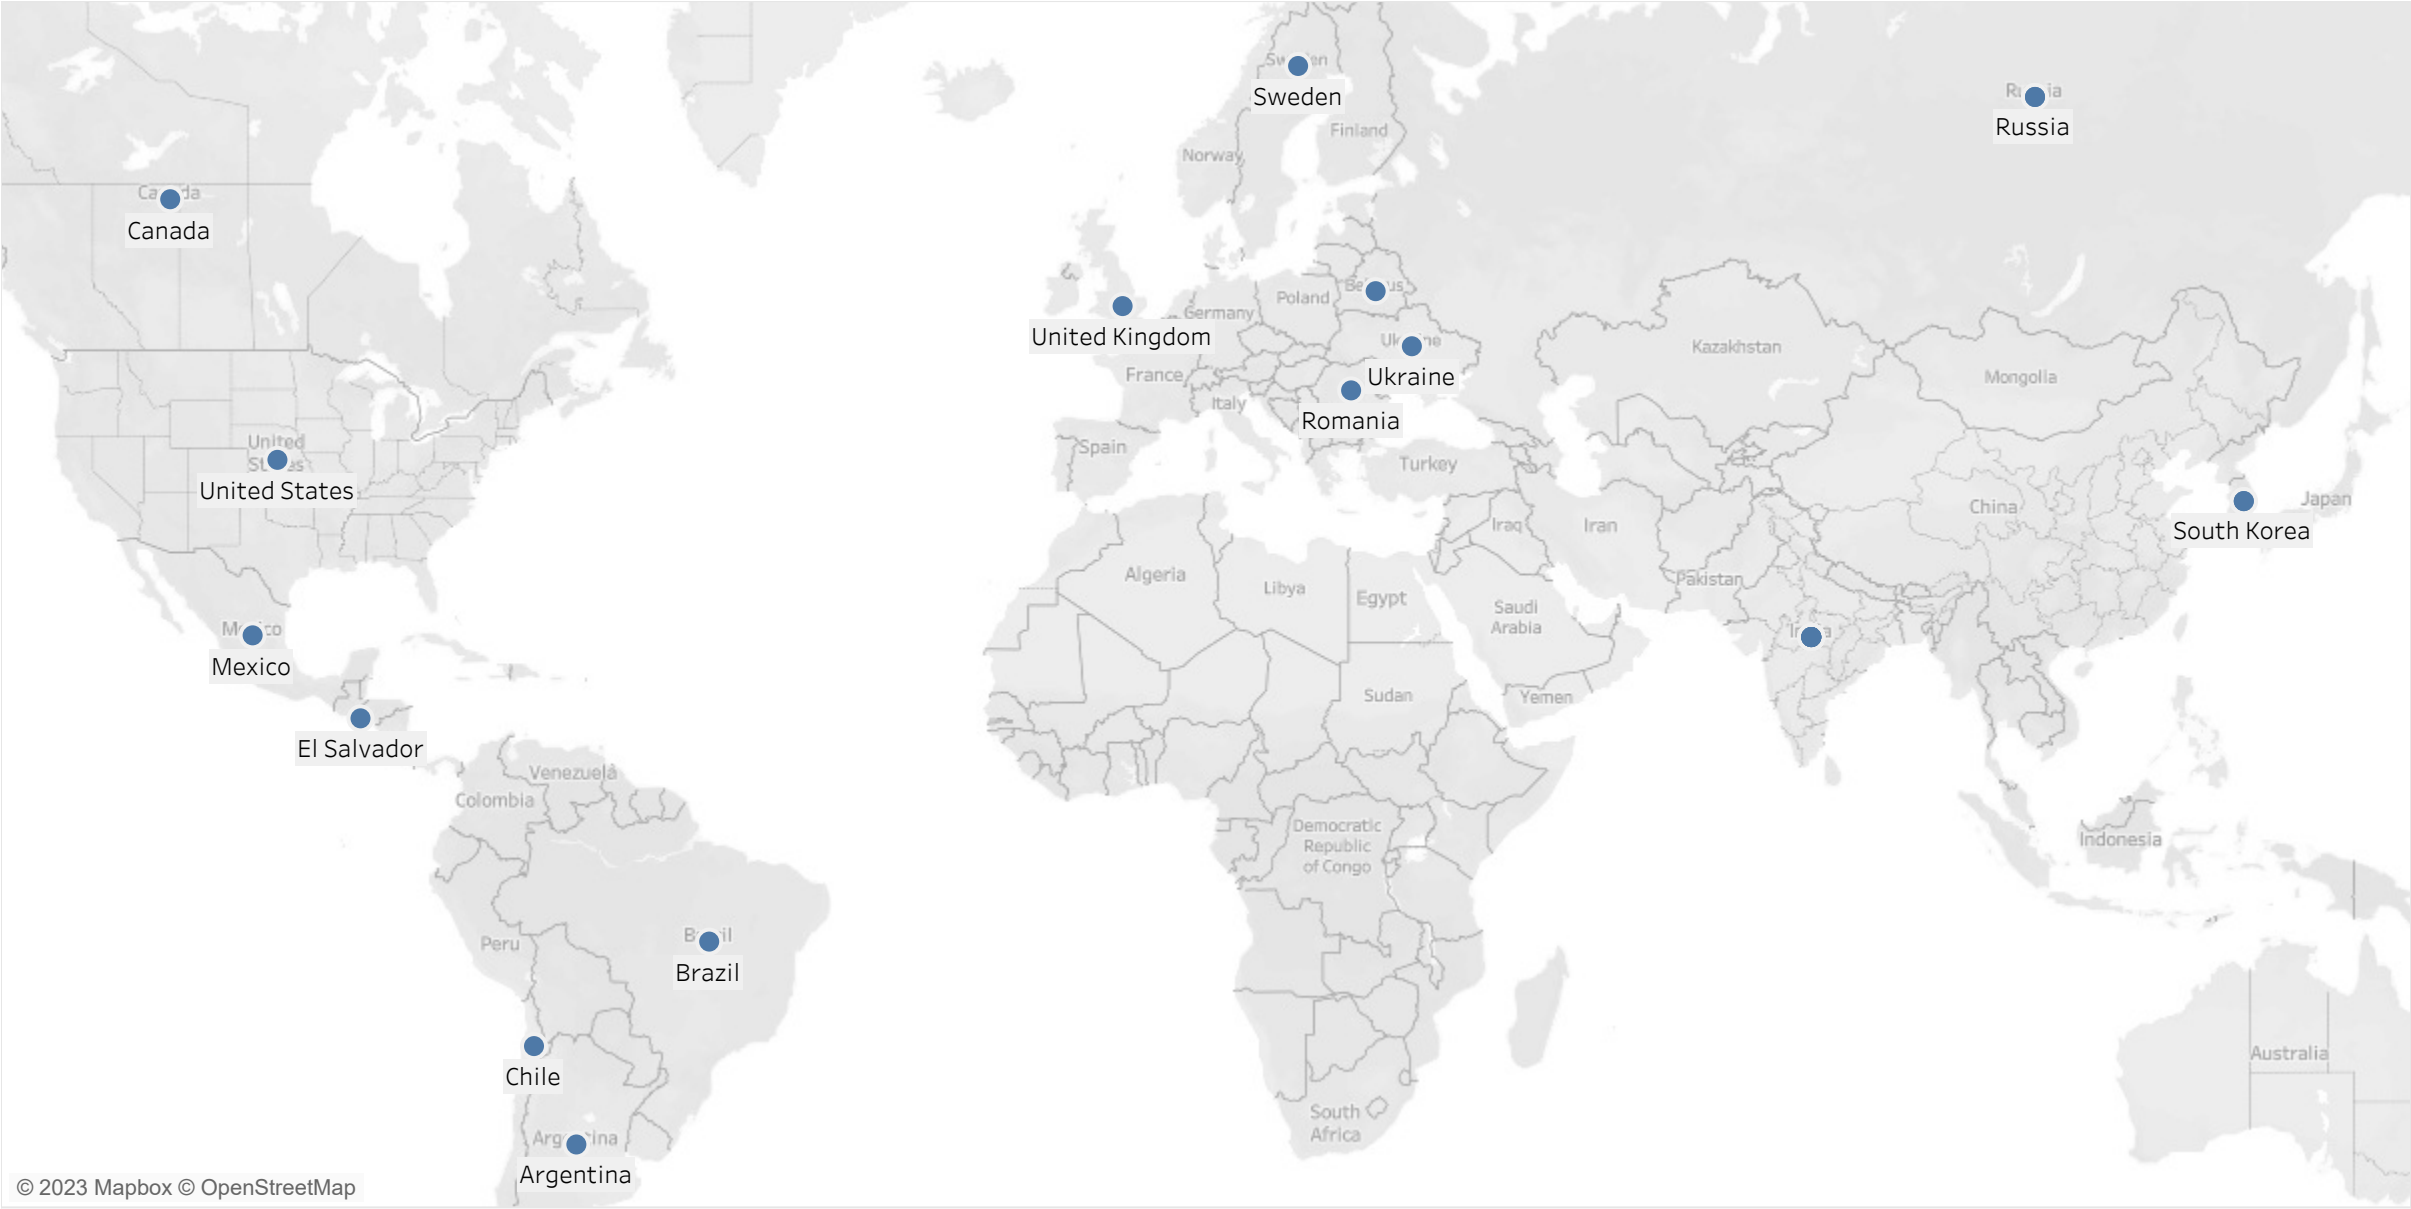 Sweden
Russia
Finland
Norway
Canada
Poland
Germany
United Kingdom
Kazakhstan
France
Ukraine
Mongolia
Italy
Romania
United
Spain
Turkey
United States
China
Japan
Iraq
Iran
South Korea
Algeria
Libya
Egypt
Pakistan
Saudi
Arabia
Mexico
Sudan
Yemen
El Salvador
Venezuela
Colombia
Democratic
Republic
of Congo
Indonesia
Peru
Brazil
Australia
Chile
South
Africa
Argentina
© 2023 Mapbox © OpenStreetMap